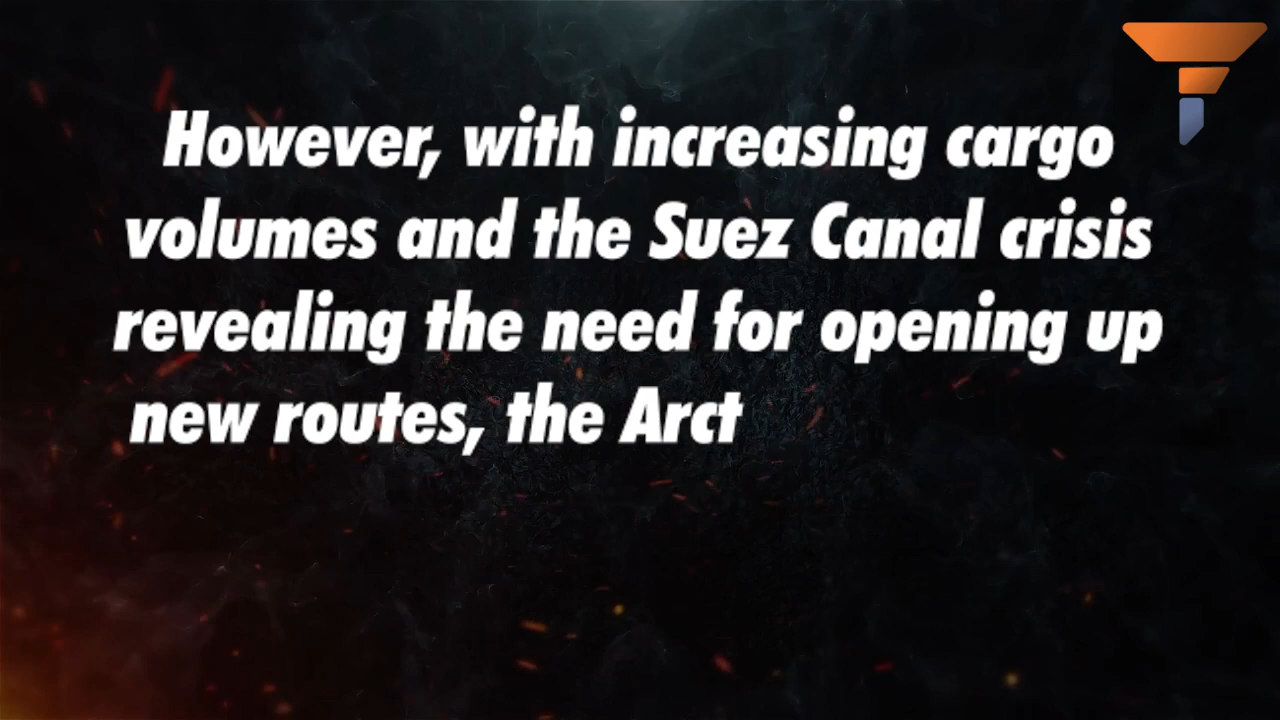 However, with increasing cargo
volumes and the Suez Canal crisis
revealing the need for opening up
new routes, the Arct